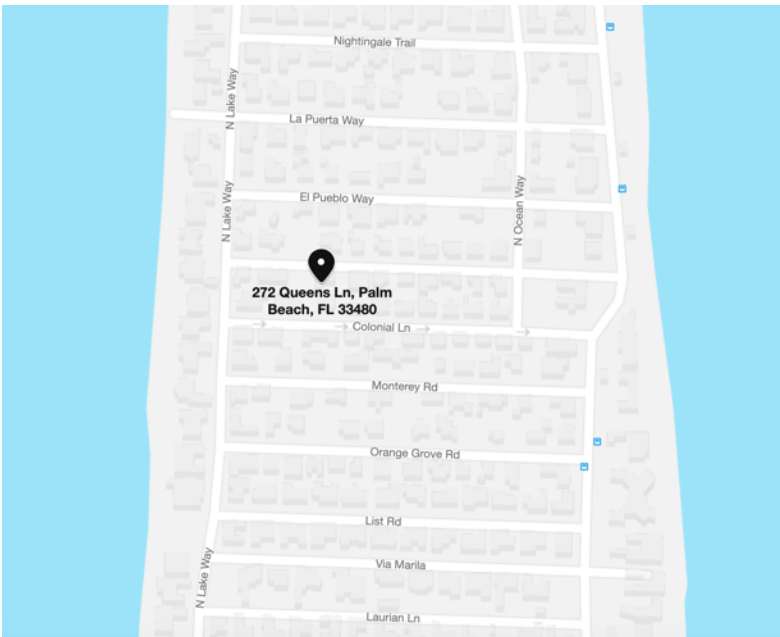 Nightingale Trail
N Lake Way
La Puerta Way
N Lake Way
El Pueblo Way
N Ocean Way
272 Queens Ln, Palm
Beach, FL 33480
Colonial Ln
Monterey Rd
Orange Grove Rd
List Rd
Via Marila
N Lake Way
Laurian Ln